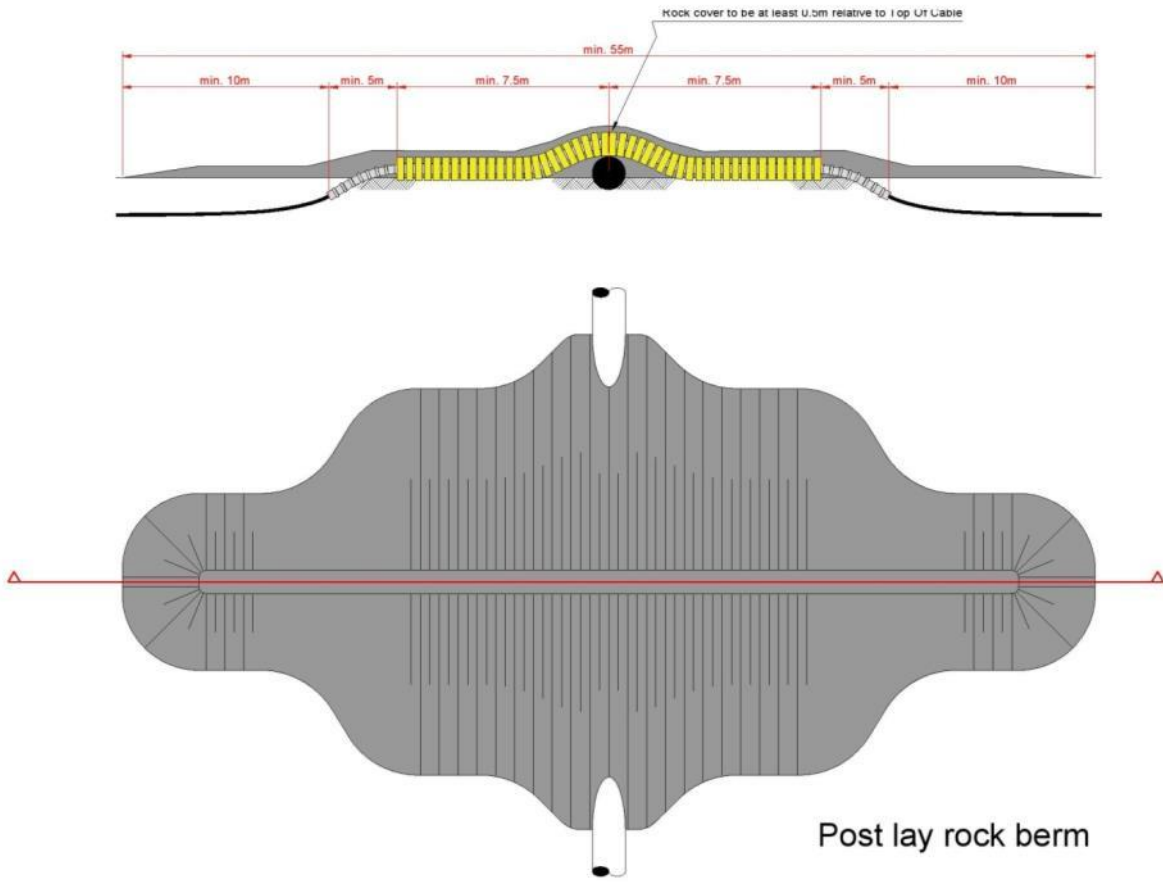 Rock cover to be at least 0.5m relative to Top Of Cable
min. 55m
min. 10m
min. 5m
min. 7.5m
min. 7.5m
min. 5m
min. 10m
Post lay rock berm